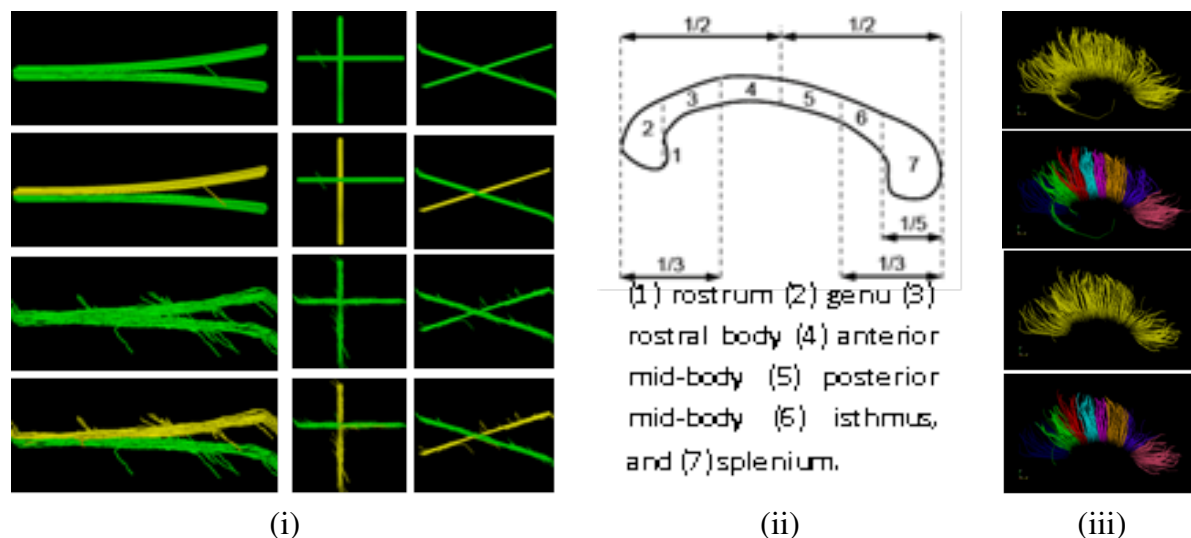 1/2 1/2
3 4 5
2 6
1 7
1/5
1/3 1/3
(1) rostrum (2) genu (3)
rostral body (4) anterior
mid-body (5) posterior
mid-body (6) isthmus,
and (7) splenium.
(i) (ii) (iii)